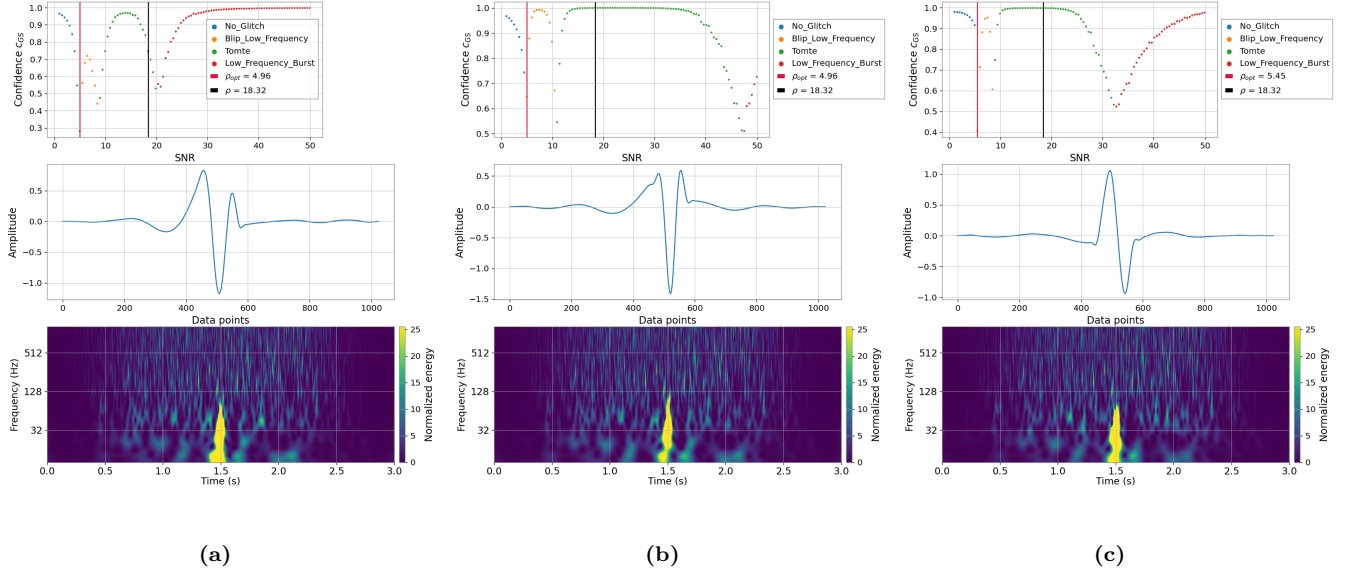 Confidence c_GS
1.0
0.9
0.8
0.7
0.6
0.5
0.4
0.3
0
10
20
30
40
50
SNR
No_Glitch
Blip_Low_Frequency
Tomte
Low_Frequency_Burst
ρ_opt = 4.96
ρ = 18.32
Amplitude
0.5
0.0
−0.5
−1.0
0
200
400
600
800
1000
Data points
Frequency (Hz)
512
128
32
0.0
0.5
1.0
1.5
2.0
2.5
3.0
Time (s)
25
20
15
10
5
0
Normalized energy
(a)
Confidence c_GS
1.0
0.9
0.8
0.7
0.6
0.5
0
10
20
30
40
50
SNR
No_Glitch
Blip_Low_Frequency
Tomte
Low_Frequency_Burst
ρ_opt = 4.96
ρ = 18.32
Amplitude
0.5
0.0
−0.5
−1.0
−1.5
0
200
400
600
800
1000
Data points
Frequency (Hz)
512
128
32
0.0
0.5
1.0
1.5
2.0
2.5
3.0
Time (s)
25
20
15
10
5
0
Normalized energy
(b)
Confidence c_GS
1.0
0.9
0.8
0.7
0.6
0.5
0.4
0
10
20
30
40
50
SNR
No_Glitch
Blip_Low_Frequency
Tomte
Low_Frequency_Burst
ρ_opt = 5.45
ρ = 18.32
Amplitude
1.0
0.5
0.0
−0.5
−1.0
0
200
400
600
800
1000
Data points
Frequency (Hz)
512
128
32
0.0
0.5
1.0
1.5
2.0
2.5
3.0
Time (s)
25
20
15
10
5
0
Normalized energy
(c)